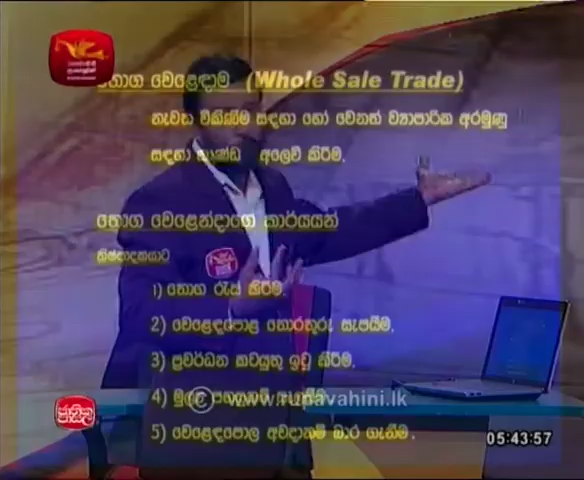 තොග වෙළෙඳාම (Whole Sale Trade)
නැවත විකිණීම සඳහා හෝ වෙනත් ව්‍යාපාරික අරමුණු
සඳහා භාණ්ඩ අලෙවි කිරීම.
තොග වෙළෙන්දාගේ කාර්යයන්
නිෂ්පාදකයාට
1) තොග රැස් කිරීම.
2) වෙළෙඳපොළ තොරතුරු සැපයීම.
3) ප්‍රවර්ධන කටයුතු ඉටු කිරීම.
4) මූල්‍ය
© www.rupavahini.lk
5) වෙළෙඳපොල අවදානම් භාර ගැනීම.
ජාතික පාසල
05:43:57